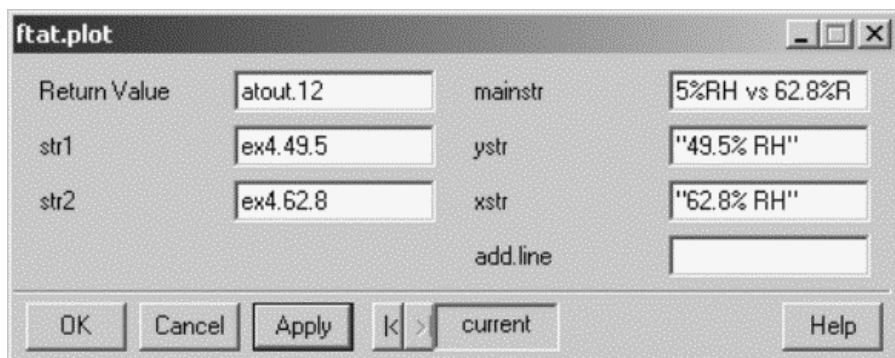 ftat.plot
Return Value atout.12 mainstr 5%RH vs 62.8%R
str1 ex4.49.5 ystr "49.5% RH"
str2 ex4.62.8 xstr "62.8% RH"
add.line
OK Cancel Apply current Help